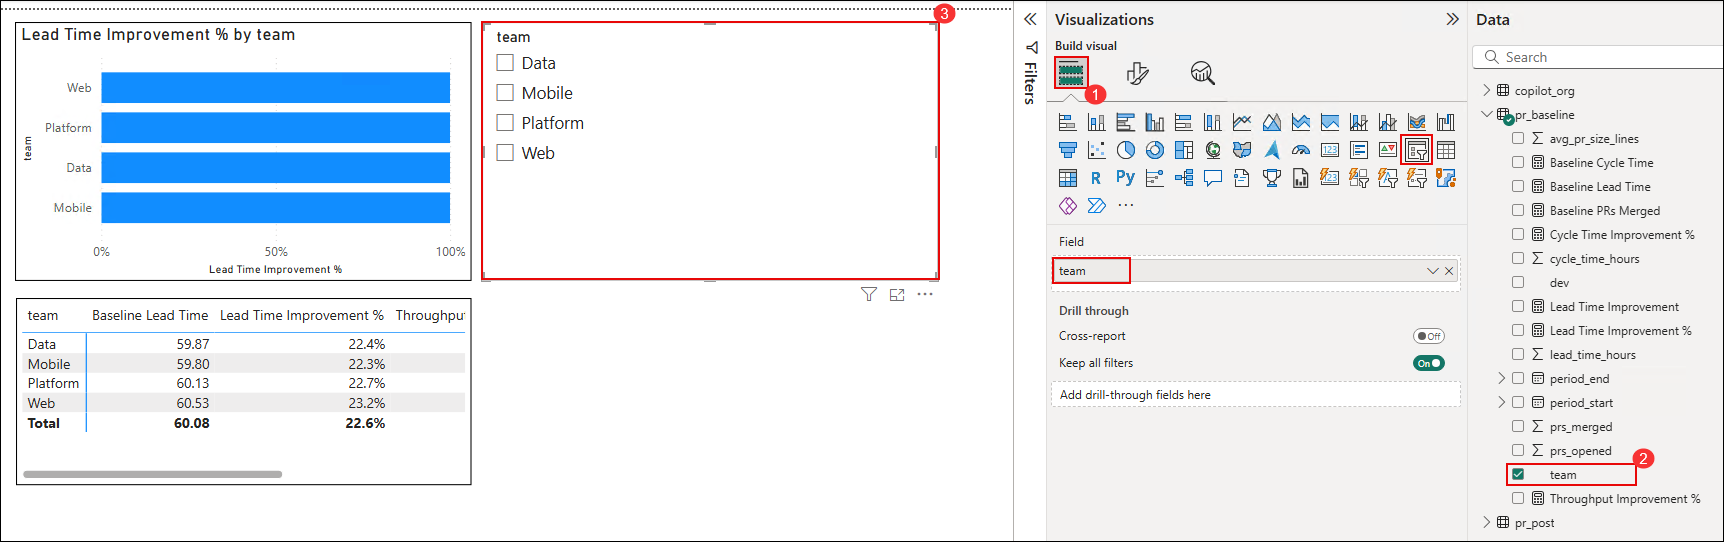 Lead Time Improvement % by team
team
Web
Platform
Data
Mobile
0%
50%
100%
Lead Time Improvement %
team
Baseline Lead Time
Lead Time Improvement %
Throughput
Data
59.87
22.4%
Mobile
59.80
22.3%
Platform
60.13
22.7%
Web
60.53
23.2%
Total
60.08
22.6%
3
team
Data
Mobile
Platform
Web
Filters
Visualizations
Build visual
1
123
R
Py
123
Field
team
Drill through
Cross-report
Off
Keep all filters
On
Add drill-through fields here
Data
Search
copilot_org
pr_baseline
avg_pr_size_lines
Baseline Cycle Time
Baseline Lead Time
Baseline PRs Merged
Cycle Time Improvement %
cycle_time_hours
dev
Lead Time Improvement
Lead Time Improvement %
lead_time_hours
period_end
period_start
prs_merged
prs_opened
2
team
Throughput Improvement %
pr_post